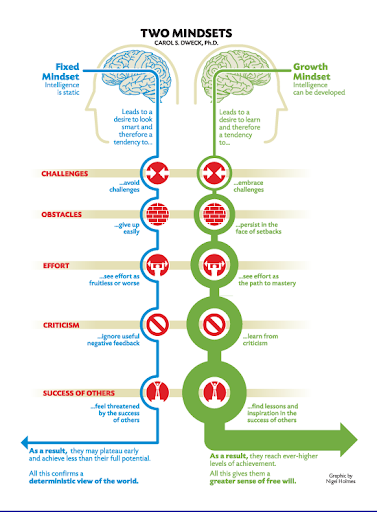 TWO MINDSETS
CAROL S. DWECK, Ph.D.
Fixed
Mindset
Intelligence
is static
Growth
Mindset
Intelligence
can be developed
Leads to a
desire to look
smart and
therefore a
tendency to...
Leads to a
desire to learn
and therefore
a tendency
to...
CHALLENGES
...avoid
challenges
...embrace
challenges
OBSTACLES
...give up
easily
...persist in the
face of setbacks
EFFORT
...see effort as
fruitless or worse
...see effort as
the path to mastery
CRITICISM
...ignore useful
negative feedback
...learn from
criticism
SUCCESS OF OTHERS
...feel threatened
by the success
of others
...find lessons and
inspiration in the
success of others
As a result, they may plateau early
and achieve less than their full potential.
All this confirms a
deterministic view of the world.
As a result, they reach ever-higher
levels of achievement.
All this gives them a
greater sense of free will.
Graphic by
Nigel Holmes